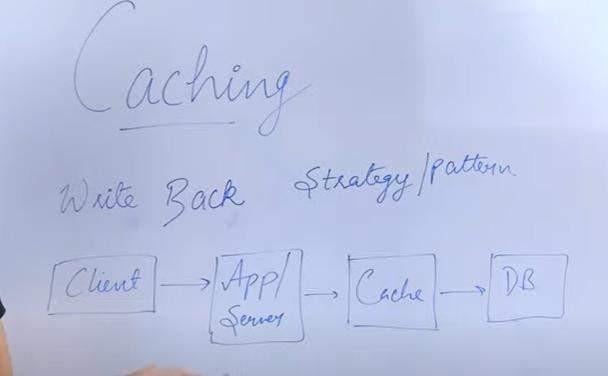 Caching
Write Back Strategy/pattern
Client App/ Cache DB
Server